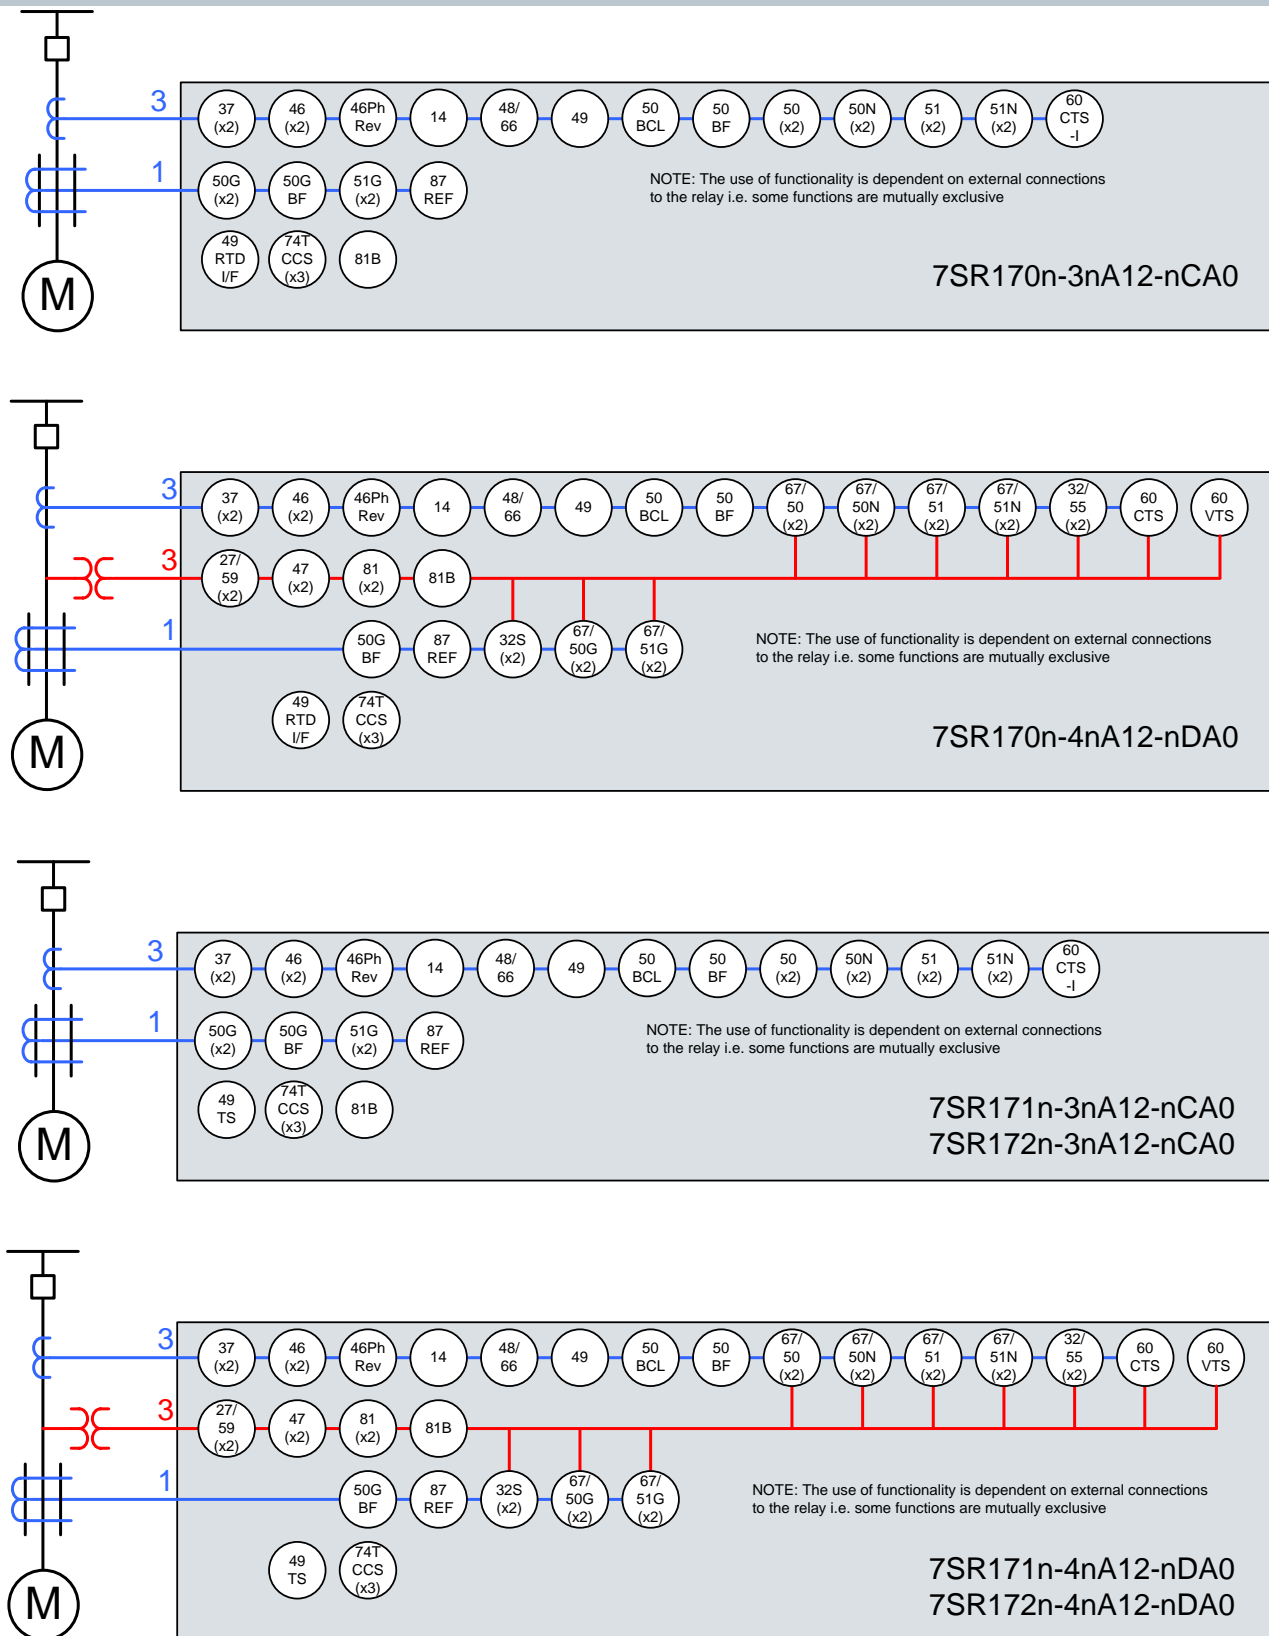 3
37
(x2)
46
(x2)
46Ph
Rev
14
48/
66
49
50
BCL
50
BF
50
(x2)
50N
(x2)
51
(x2)
51N
(x2)
60
CTS
-I
1
50G
(x2)
50G
BF
51G
(x2)
87
REF
NOTE: The use of functionality is dependent on external connections
to the relay i.e. some functions are mutually exclusive
49
RTD
I/F
74T
CCS
(x3)
81B
M
7SR170n-3nA12-nCA0
3
37
(x2)
46
(x2)
46Ph
Rev
14
48/
66
49
50
BCL
50
BF
67/
50
(x2)
67/
50N
(x2)
67/
51
(x2)
67/
51N
(x2)
32/
55
(x2)
60
CTS
60
VTS
3
27/
59
(x2)
47
(x2)
81
(x2)
81B
1
50G
BF
87
REF
32S
(x2)
67/
50G
(x2)
67/
51G
(x2)
NOTE: The use of functionality is dependent on external connections
to the relay i.e. some functions are mutually exclusive
49
RTD
I/F
74T
CCS
(x3)
M
7SR170n-4nA12-nDA0
3
37
(x2)
46
(x2)
46Ph
Rev
14
48/
66
49
50
BCL
50
BF
50
(x2)
50N
(x2)
51
(x2)
51N
(x2)
60
CTS
-I
1
50G
(x2)
50G
BF
51G
(x2)
87
REF
NOTE: The use of functionality is dependent on external connections
to the relay i.e. some functions are mutually exclusive
49
TS
74T
CCS
(x3)
81B
M
7SR171n-3nA12-nCA0
7SR172n-3nA12-nCA0
3
37
(x2)
46
(x2)
46Ph
Rev
14
48/
66
49
50
BCL
50
BF
67/
50
(x2)
67/
50N
(x2)
67/
51
(x2)
67/
51N
(x2)
32/
55
(x2)
60
CTS
60
VTS
3
27/
59
(x2)
47
(x2)
81
(x2)
81B
1
50G
BF
87
REF
32S
(x2)
67/
50G
(x2)
67/
51G
(x2)
NOTE: The use of functionality is dependent on external connections
to the relay i.e. some functions are mutually exclusive
49
TS
74T
CCS
(x3)
M
7SR171n-4nA12-nDA0
7SR172n-4nA12-nDA0